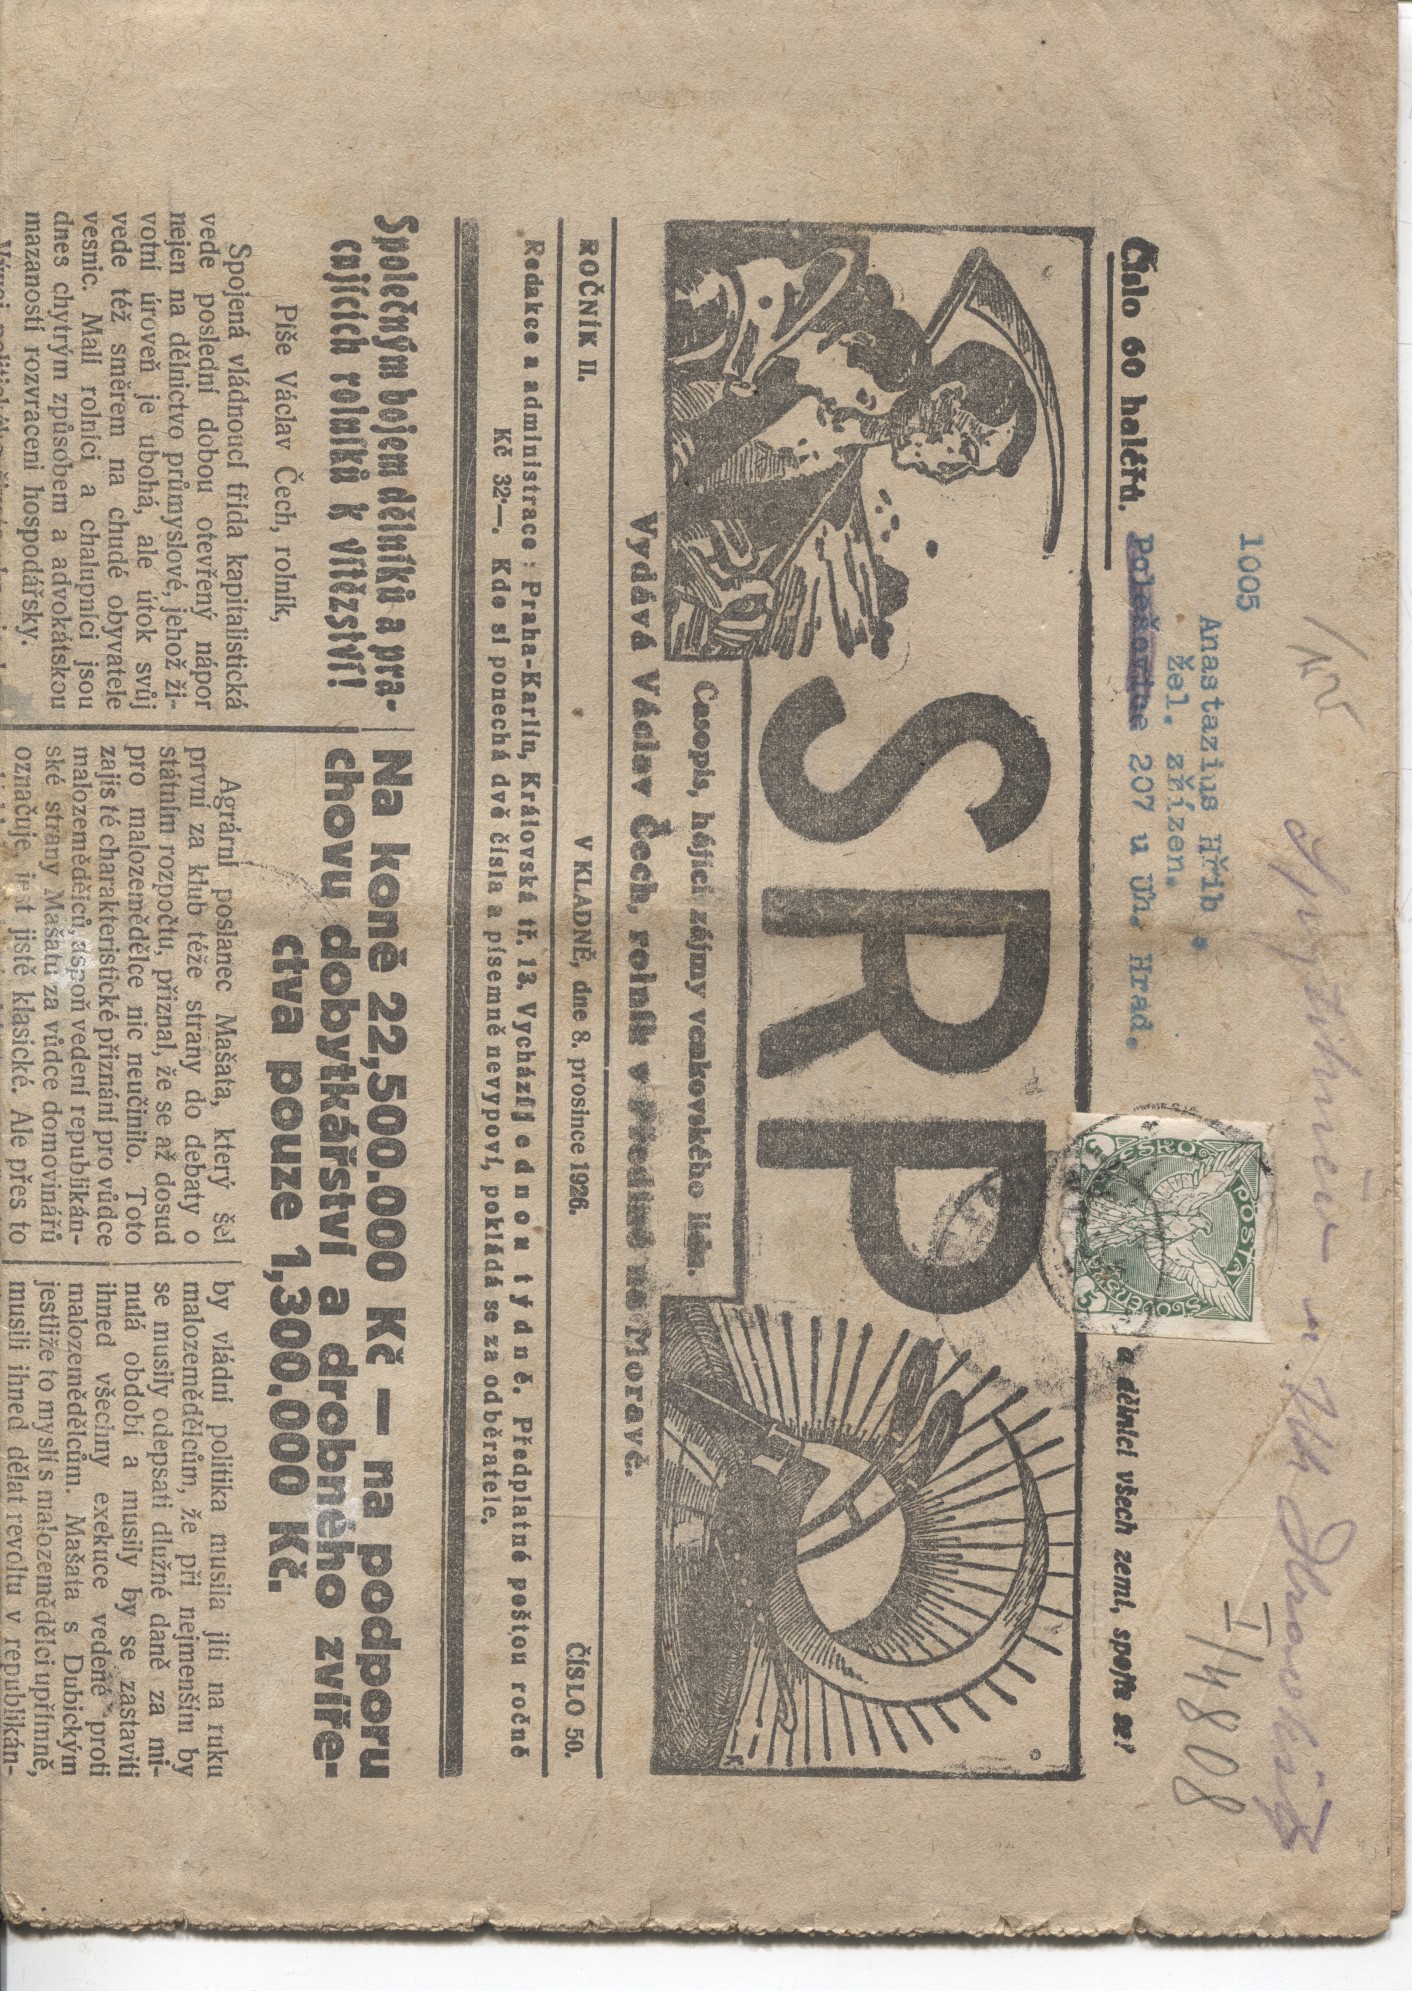 1005
Anastazius Hřib .
žel. zřízen.
Polešovice 207 u Uh. Hrad.
I/4808
Číslo 60 haléřů.
a dělníci všech zemí, spojte se!
ČESKO
POŠTA
SLOVENSKÁ
5 5
SRP
Časopis, hájící zájmy venkovského lidu.
Vydává Václav Čech, rolník v Předíně na Moravě.
ROČNÍK II. V KLADNĚ, dne 8. prosince 1926. ČÍSLO 50.
Redakce a administrace: Praha-Karlín, Královská tř. 13. Vychází jednou týdně. Předplatné poštou ročně
Kč 32·—. Kdo si ponechá dvě čísla a písemně nevypoví, pokládá se za odběratele.
Společným bojem dělníků a pra-
cujících rolníků k vítězství!
Píše Václav Čech, rolník,
Spojená vládnoucí třída kapitalistická
vede poslední dobou otevřený nápor
nejen na dělnictvo průmyslové, jehož ži-
votní úroveň je ubohá, ale útok svůj
vede též směrem na chudé obyvatele
vesnic. Malí rolníci a chalupníci jsou
dnes chytrým způsobem a advokátskou
mazaností rozvraceni hospodářsky.
Na koně 22,500.000 Kč — na podporu
chovu dobytkářství a drobného zvíře-
ctva pouze 1,300.000 Kč.
Agrární poslanec Mašata, který šel
první za klub téže strany do debaty o
státním rozpočtu, přiznal, že se až dosud
pro malozemědělce nic neučinilo. Toto
zajisté charakteristické přiznání pro vůdce
malozemědělců, aspoň vedení republikán-
ské strany Mašatu za vůdce domovinářů
označuje, jest jistě klasické. Ale přes to
by vládní politika musila jíti na ruku
malozemědělcům, že při nejmenším by
se musily odepsati dlužné daně za mi-
nulá období a musily by se zastaviti
ihned všechny exekuce vedené proti
malozemědělcům. Mašata s Dubickým
jestliže to myslí s malozemědělci upřímně,
musili ihned dělat revoltu v republikán-